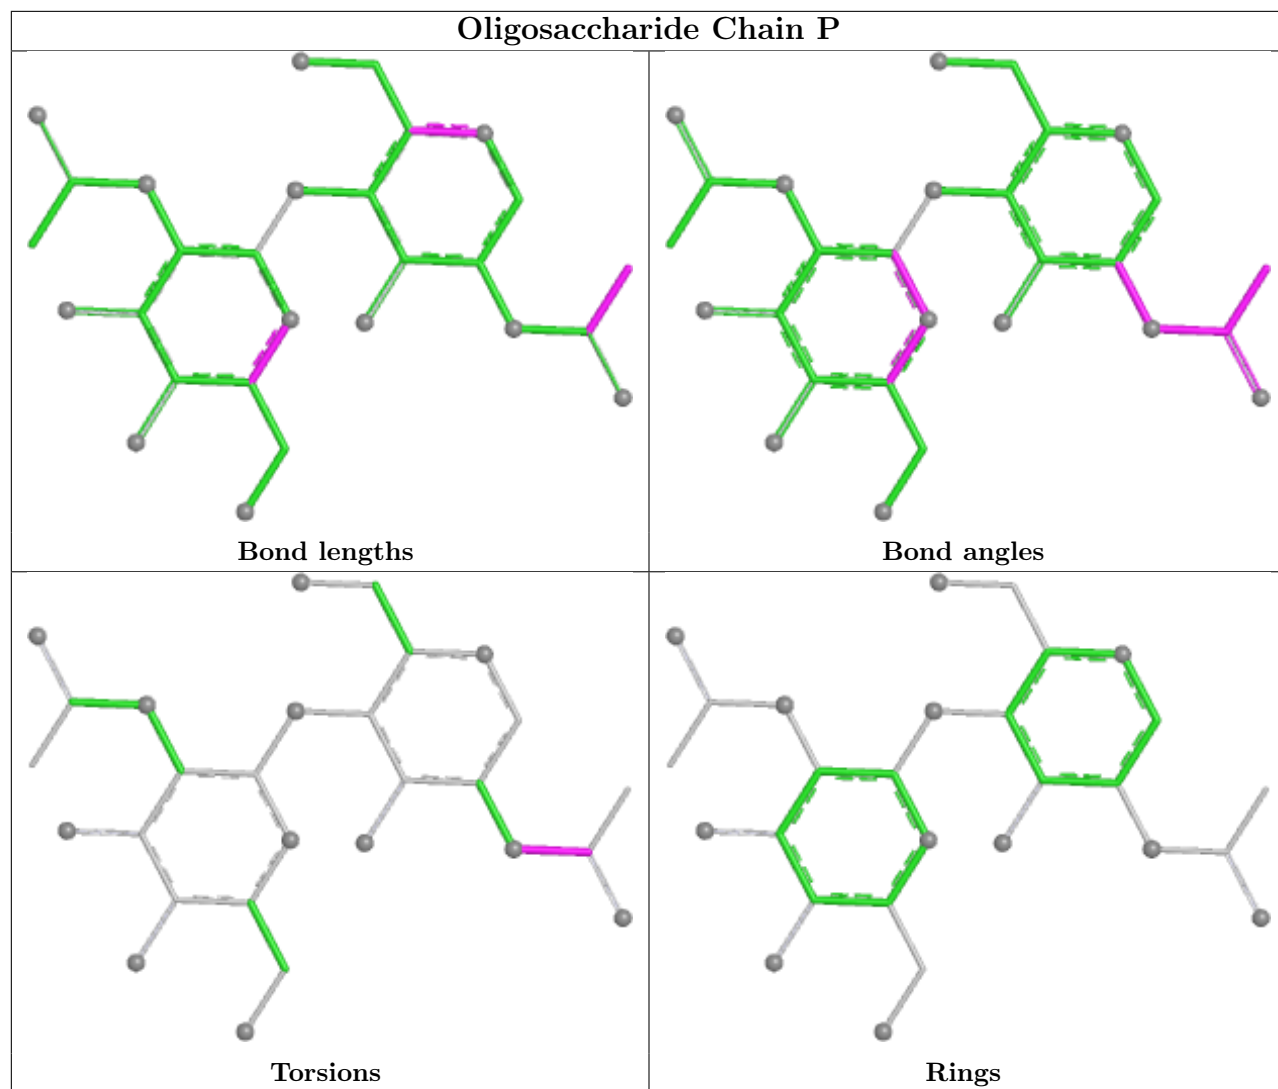 Oligosaccharide Chain P
Bond lengths
Bond angles
Torsions
Rings